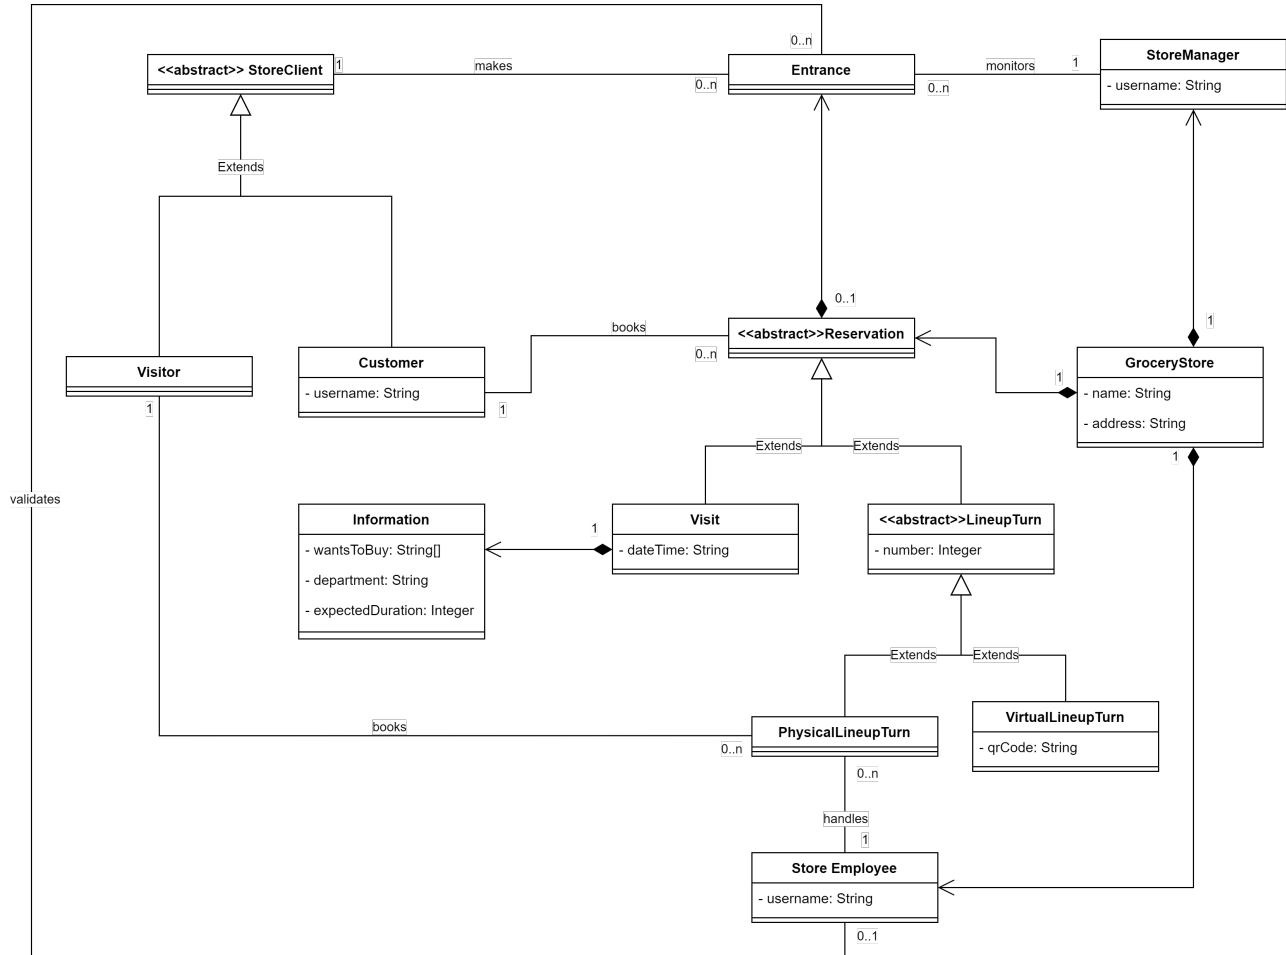 0..n
StoreManager
- username: String
<<abstract>> StoreClient
1
makes
0..n
Entrance
0..n
monitors
1
Extends
0..1
books
0..n
<<abstract>>Reservation
1
1
GroceryStore
- name: String
- address: String
1
Visitor
1
Customer
- username: String
1
Extends
Extends
validates
Information
- wantsToBuy: String[]
- department: String
- expectedDuration: Integer
1
Visit
- dateTime: String
<<abstract>>LineupTurn
- number: Integer
Extends
Extends
books
0..n
PhysicalLineupTurn
0..n
VirtualLineupTurn
- qrCode: String
handles
1
Store Employee
- username: String
0..1